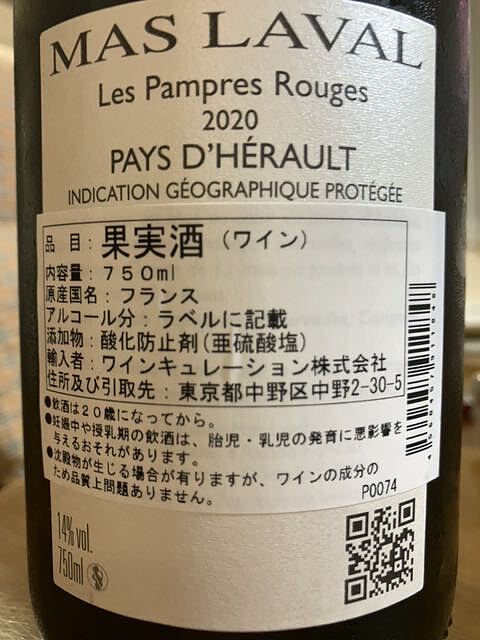 MAS LAVAL
Les Pampres Rouges
2020
PAYS D'HÉRAULT
INDICATION GÉOGRAPHIQUE PROTÉGÉE
品　目：果実酒（ワイン）
内容量：７５０ml
原産国名：フランス
アルコール分：ラベルに記載
添加物：酸化防止剤（亜硫酸塩）
輸入者：ワインキュレーション株式会社
住所及び引取先：東京都中野区中野2-30-5
●飲酒は２０歳になってから。
●妊娠中や授乳期の飲酒は、胎児・乳児の発育に悪影響を
与えるおそれがあります。
●沈殿物が生じる場合が有りますが、ワインの成分の
ため品質上問題ありません。
P0074
14% vol.
750ml